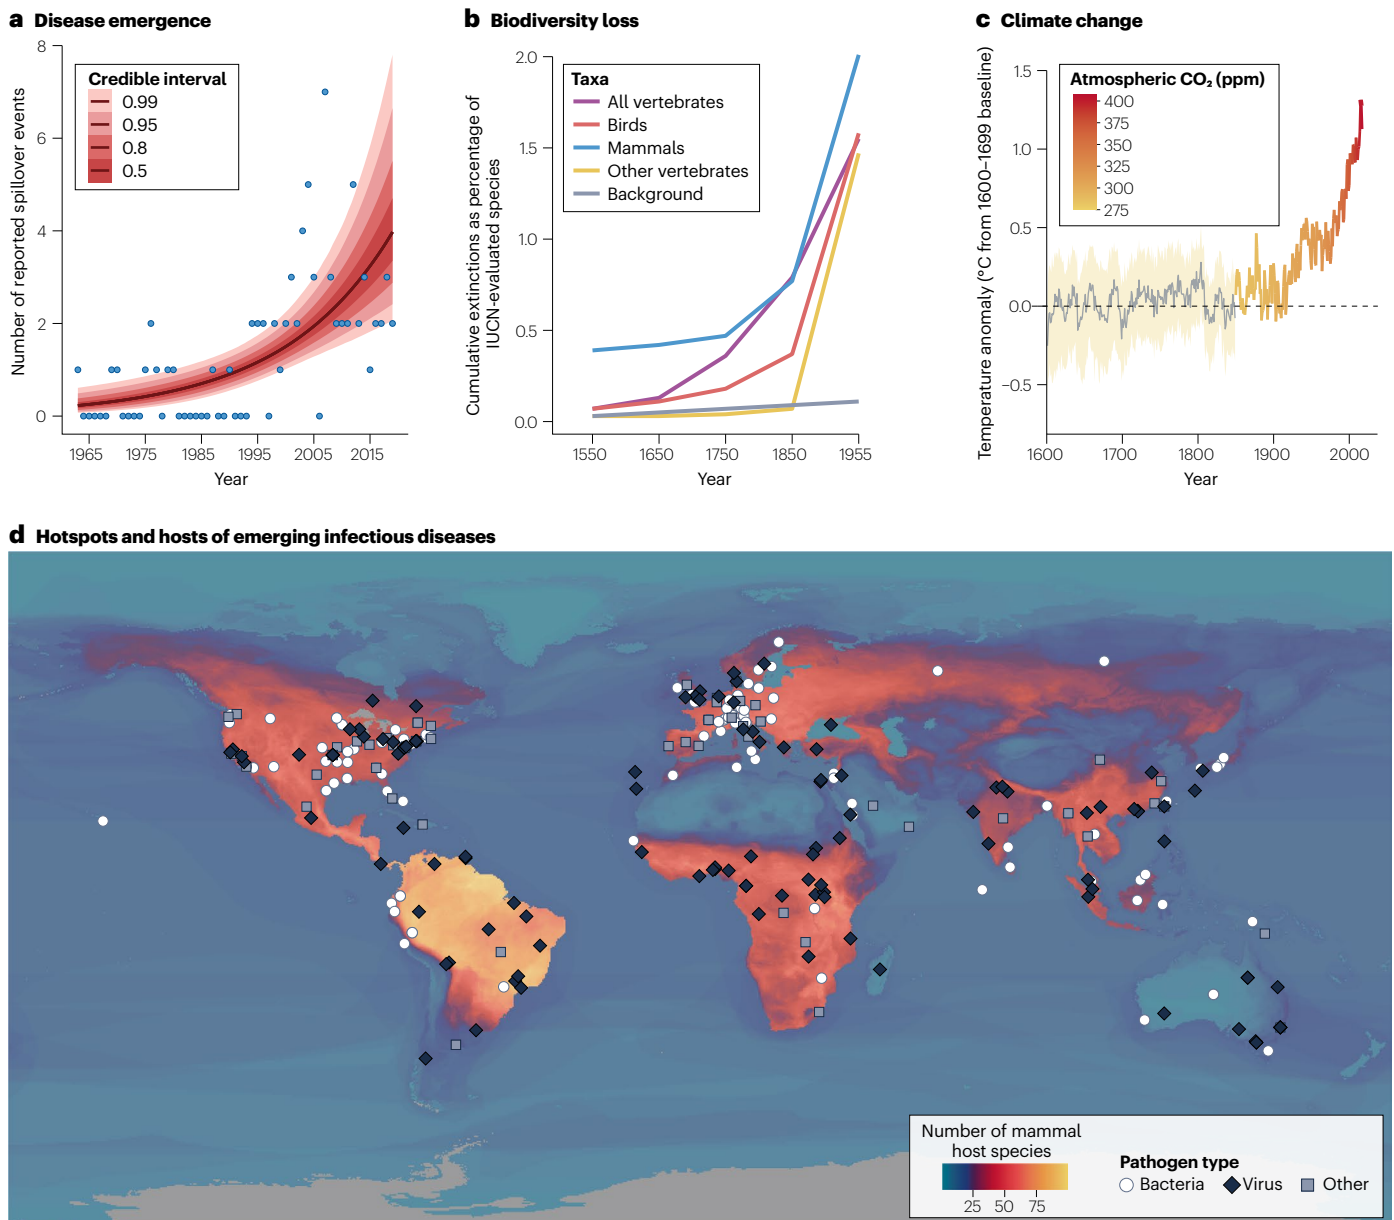 a Disease emergence
8
6
4
2
0
Number of reported spillover events
Credible interval
0.99
0.95
0.8
0.5
1965 1975 1985 1995 2005 2015
Year
b Biodiversity loss
2.0
1.5
1.0
0.5
0.0
Cumulative extinctions as percentage of
IUCN-evaluated species
Taxa
All vertebrates
Birds
Mammals
Other vertebrates
Background
1550 1650 1750 1850 1955
Year
c Climate change
1.5
1.0
0.5
0.0
−0.5
Temperature anomaly (°C from 1600–1699 baseline)
Atmospheric CO₂ (ppm)
400
375
350
325
300
275
1600 1700 1800 1900 2000
Year
d Hotspots and hosts of emerging infectious diseases
Number of mammal
host species
25 50 75
Pathogen type
Bacteria Virus Other